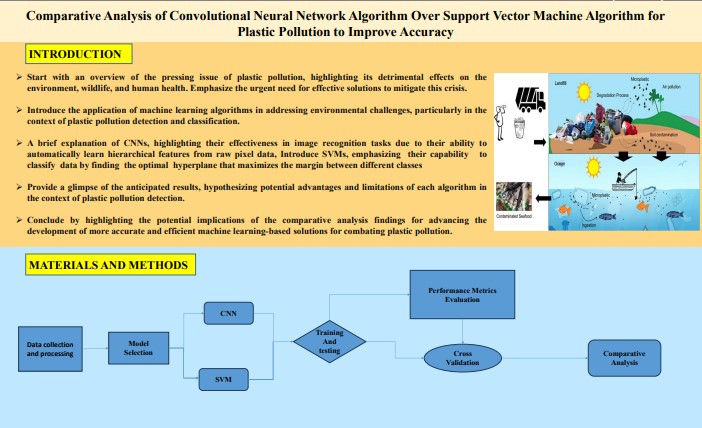 Comparative Analysis of Convolutional Neural Network Algorithm Over Support Vector Machine Algorithm for
Plastic Pollution to Improve Accuracy
INTRODUCTION
➢ Start with an overview of the pressing issue of plastic pollution, highlighting its detrimental effects on the
environment, wildlife, and human health. Emphasize the urgent need for effective solutions to mitigate this crisis.
➢ Introduce the application of machine learning algorithms in addressing environmental challenges, particularly in the
context of plastic pollution detection and classification.
➢ A brief explanation of CNNs, highlighting their effectiveness in image recognition tasks due to their ability to
automatically learn hierarchical features from raw pixel data, Introduce SVMs, emphasizing their capability to
classify data by finding the optimal hyperplane that maximizes the margin between different classes
➢ Provide a glimpse of the anticipated results, hypothesizing potential advantages and limitations of each algorithm in
the context of plastic pollution detection.
➢ Conclude by highlighting the potential implications of the comparative analysis findings for advancing the
development of more accurate and efficient machine learning-based solutions for combating plastic pollution.
Landfill
Microplastic
Air pollution
Degradation Process
Soil contamination
Microplastic
Ingestion
Contaminated Seafood
MATERIALS AND METHODS
Data collection
and processing
Model
Selection
CNN
SVM
Training
And
testing
Performance Metrics
Evaluation
Cross
Validation
Comparative
Analysis